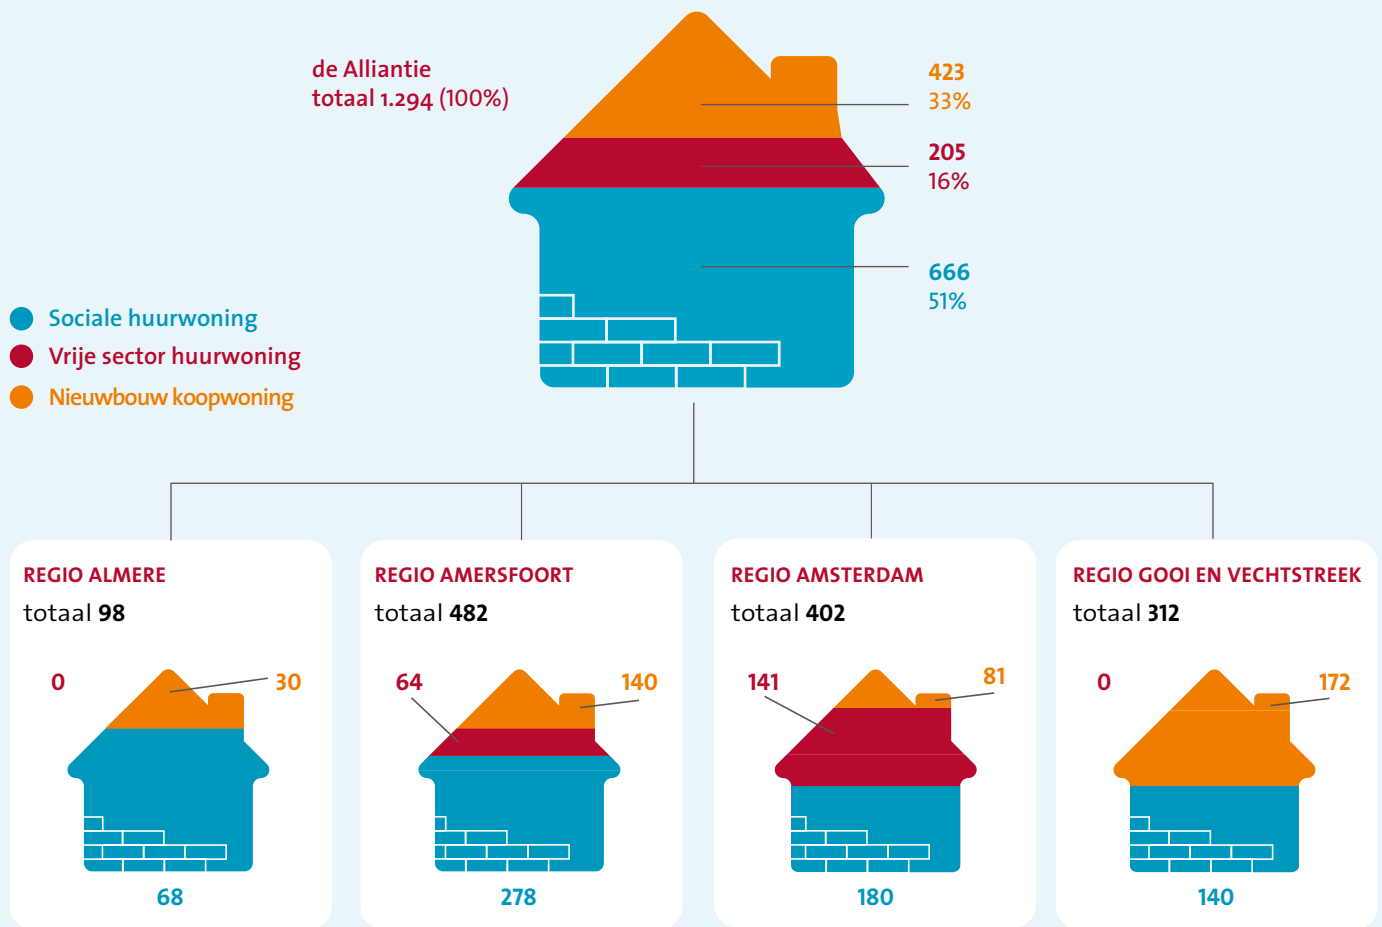 de Alliantie
totaal 1.294 (100%)
423
33%
205
16%
666
51%
Sociale huurwoning
Vrije sector huurwoning
Nieuwbouw koopwoning
REGIO ALMERE
totaal 98
0
30
68
REGIO AMERSFOORT
totaal 482
64
140
278
REGIO AMSTERDAM
totaal 402
141
81
180
REGIO GOOI EN VECHTSTREEK
totaal 312
0
172
140